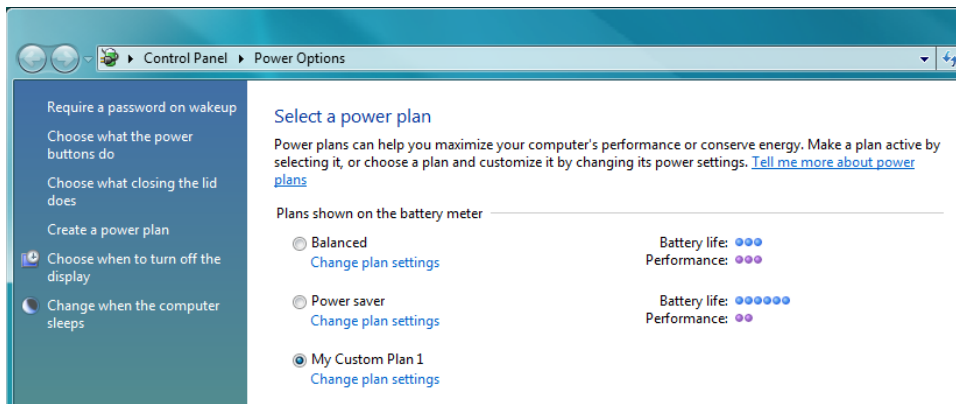 Control Panel Power Options
Require a password on wakeup
Choose what the power
buttons do
Choose what closing the lid
does
Create a power plan
Choose when to turn off the
display
Change when the computer
sleeps
Select a power plan
Power plans can help you maximize your computer's performance or conserve energy. Make a plan active by
selecting it, or choose a plan and customize it by changing its power settings. Tell me more about power
plans
Plans shown on the battery meter
Balanced Battery life:
Change plan settings Performance:
Power saver Battery life:
Change plan settings Performance:
My Custom Plan 1
Change plan settings